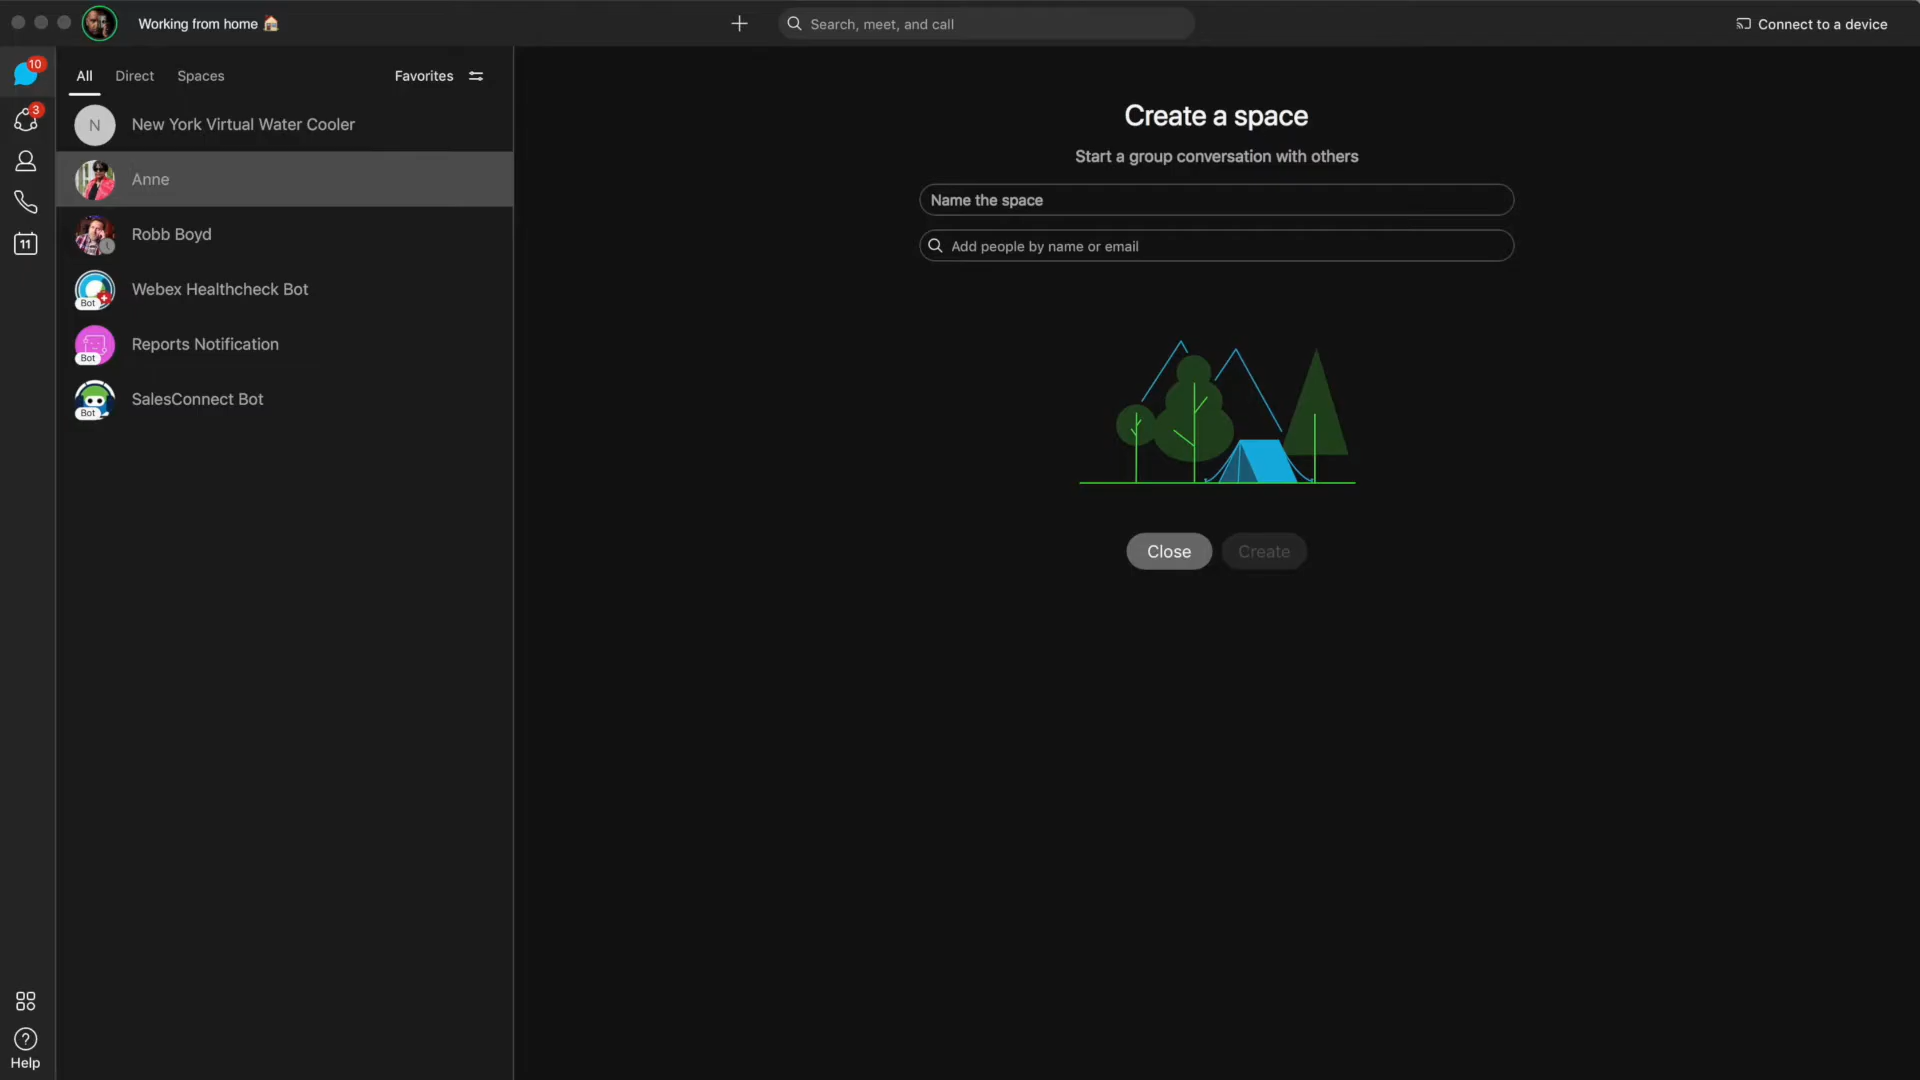 Working from home
Search, meet, and call
Connect to a device
10
3
11
All
Direct
Spaces
Favorites
N
New York Virtual Water Cooler
Anne
Robb Boyd
Bot
Webex Healthcheck Bot
Bot
Reports Notification
Bot
SalesConnect Bot
Create a space
Start a group conversation with others
Name the space
Add people by name or email
Close
Create
?
Help